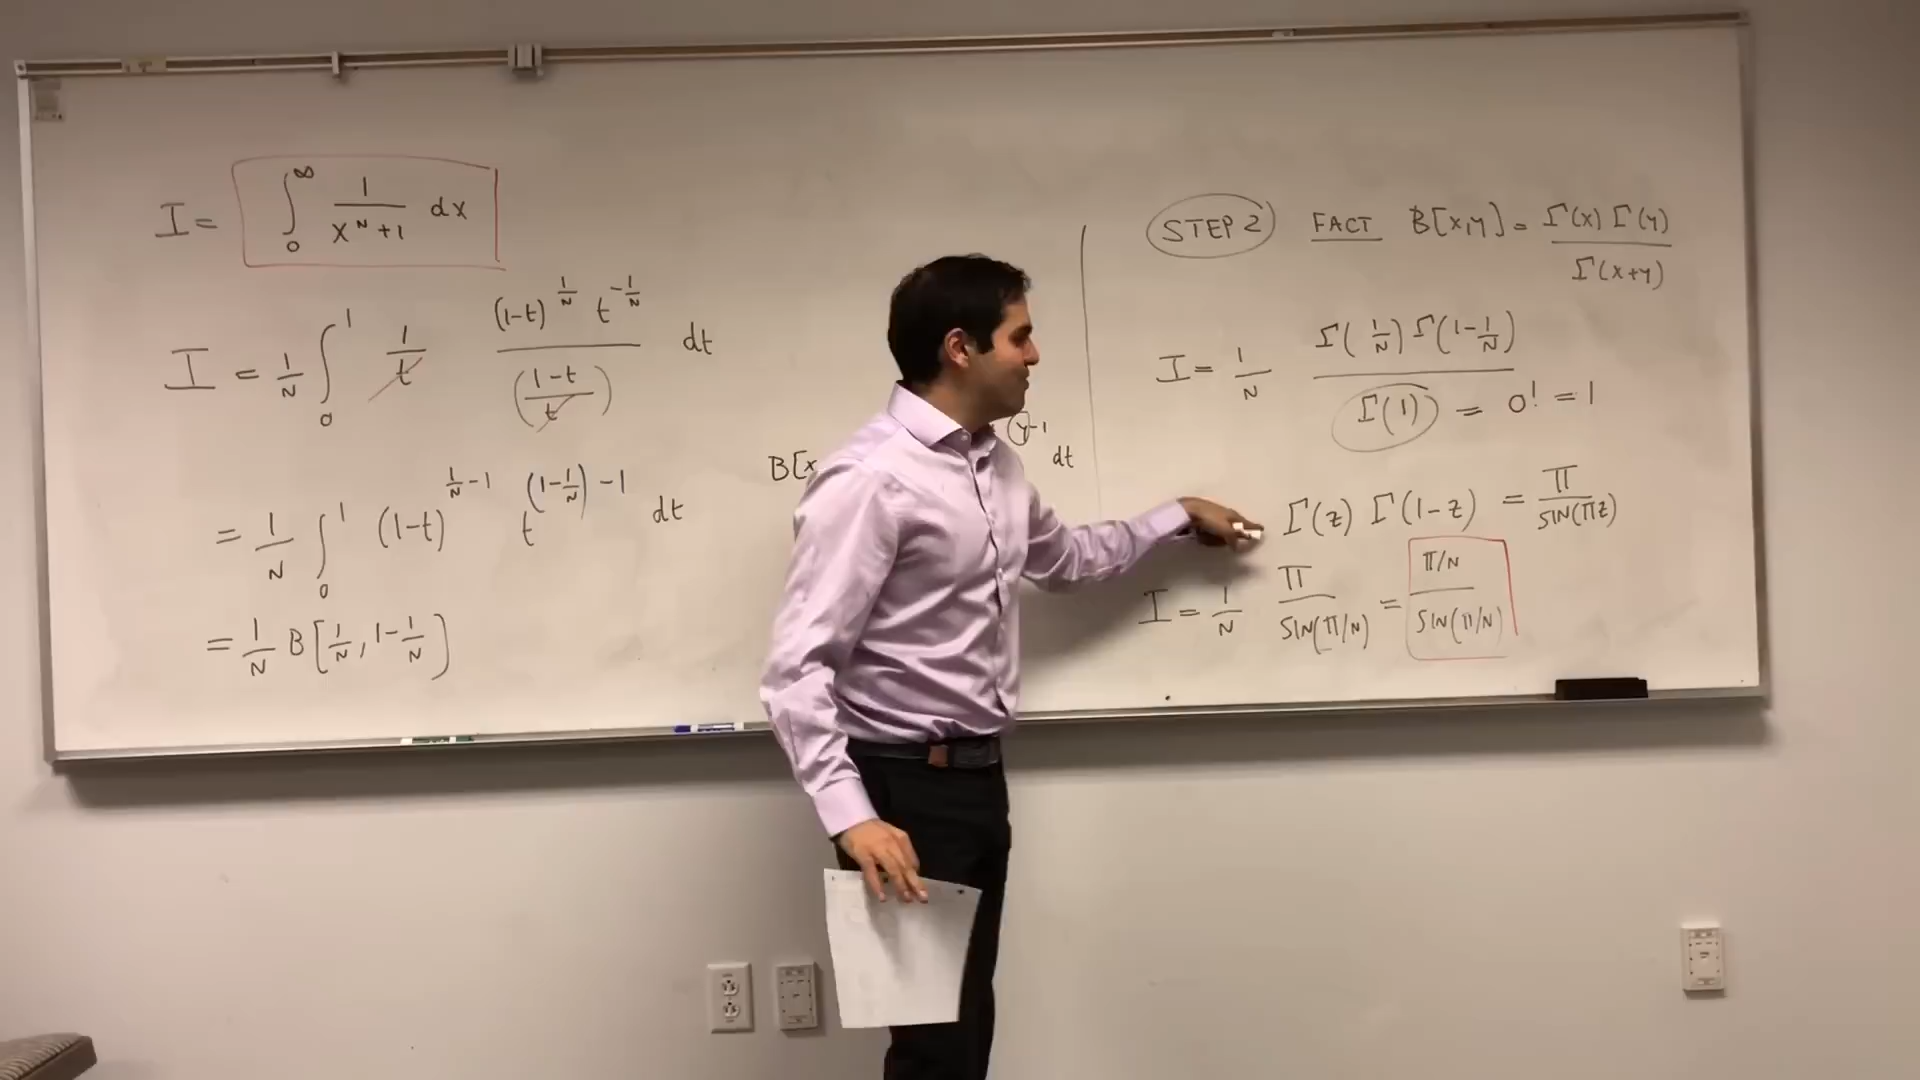 I = ∫₀^∞ 1/(x^N+1) dx
I = 1/N ∫₀¹ 1/t ((1-t)^(1/N) t^(-1/N))/((1-t)/t) dt
= 1/N ∫₀¹ (1-t)^(1/N - 1) t^((1-1/N)-1) dt
= 1/N B[1/N, 1-1/N]
B[x
y-1 dt
STEP 2 FACT B[x,y] = Γ(x) Γ(y)/Γ(x+y)
I = 1/N Γ(1/N) Γ(1-1/N)/Γ(1) = 0! = 1
Γ(z) Γ(1-z) = π/SIN(πz)
I = 1/N π/SIN(π/N) = π/N/SIN(π/N)